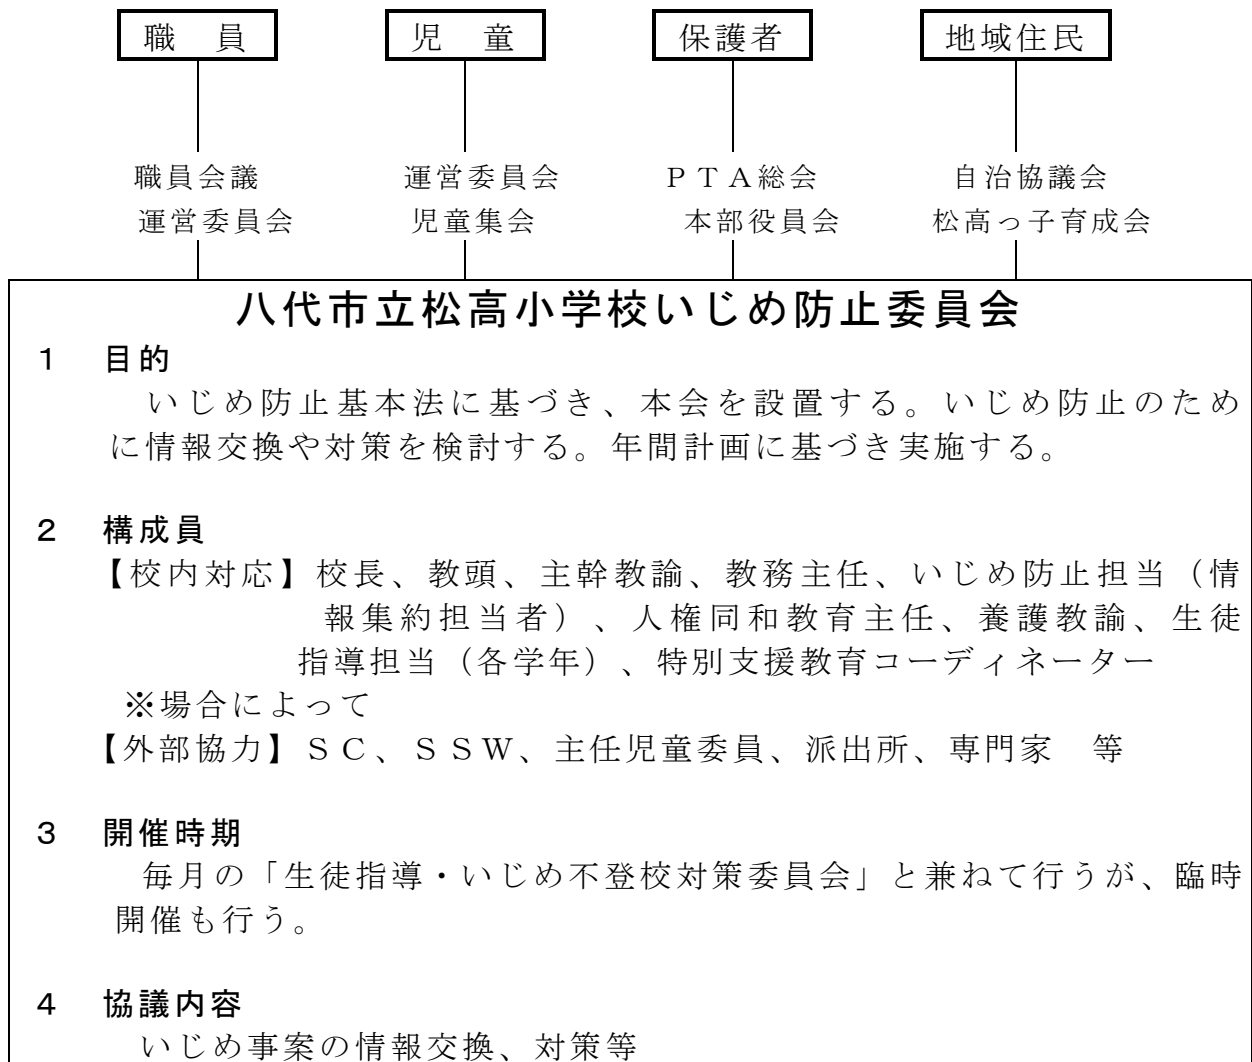 職　員　児　童　保護者　地域住民
職員会議　運営委員会　ＰＴＡ総会　自治協議会
運営委員会　児童集会　本部役員会　松高っ子育成会
八代市立松高小学校いじめ防止委員会
１　目的
いじめ防止基本法に基づき、本会を設置する。いじめ防止のため
に情報交換や対策を検討する。年間計画に基づき実施する。
２　構成員
【校内対応】校長、教頭、主幹教諭、教務主任、いじめ防止担当（情
報集約担当者）、人権同和教育主任、養護教諭、生徒
指導担当（各学年）、特別支援教育コーディネーター
※場合によって
【外部協力】ＳＣ、ＳＳＷ、主任児童委員、派出所、専門家　等
３　開催時期
毎月の「生徒指導・いじめ不登校対策委員会」と兼ねて行うが、臨時
開催も行う。
４　協議内容
いじめ事案の情報交換、対策等